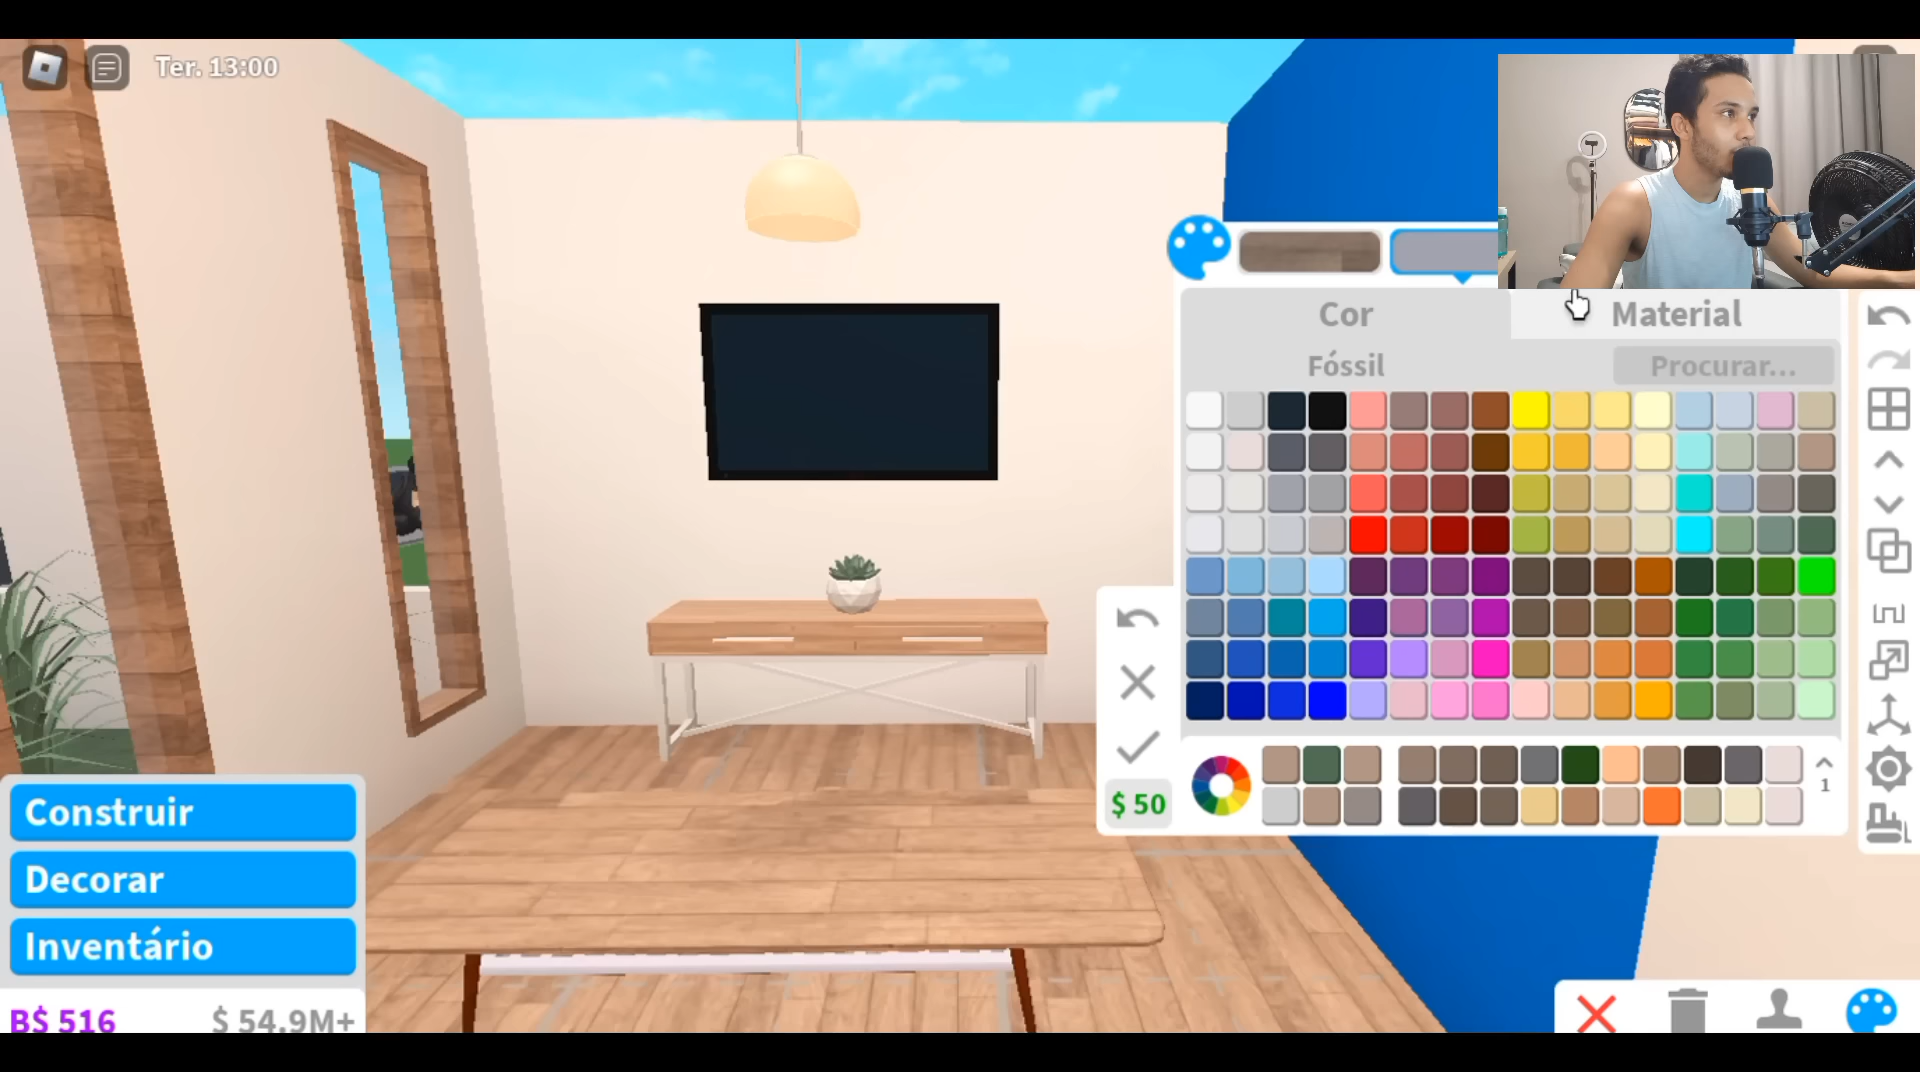 Ter. 13:00
Cor
Material
Fóssil
Procurar...
$ 50
1
Construir
Decorar
Inventário
B$ 516
$ 54.9M+